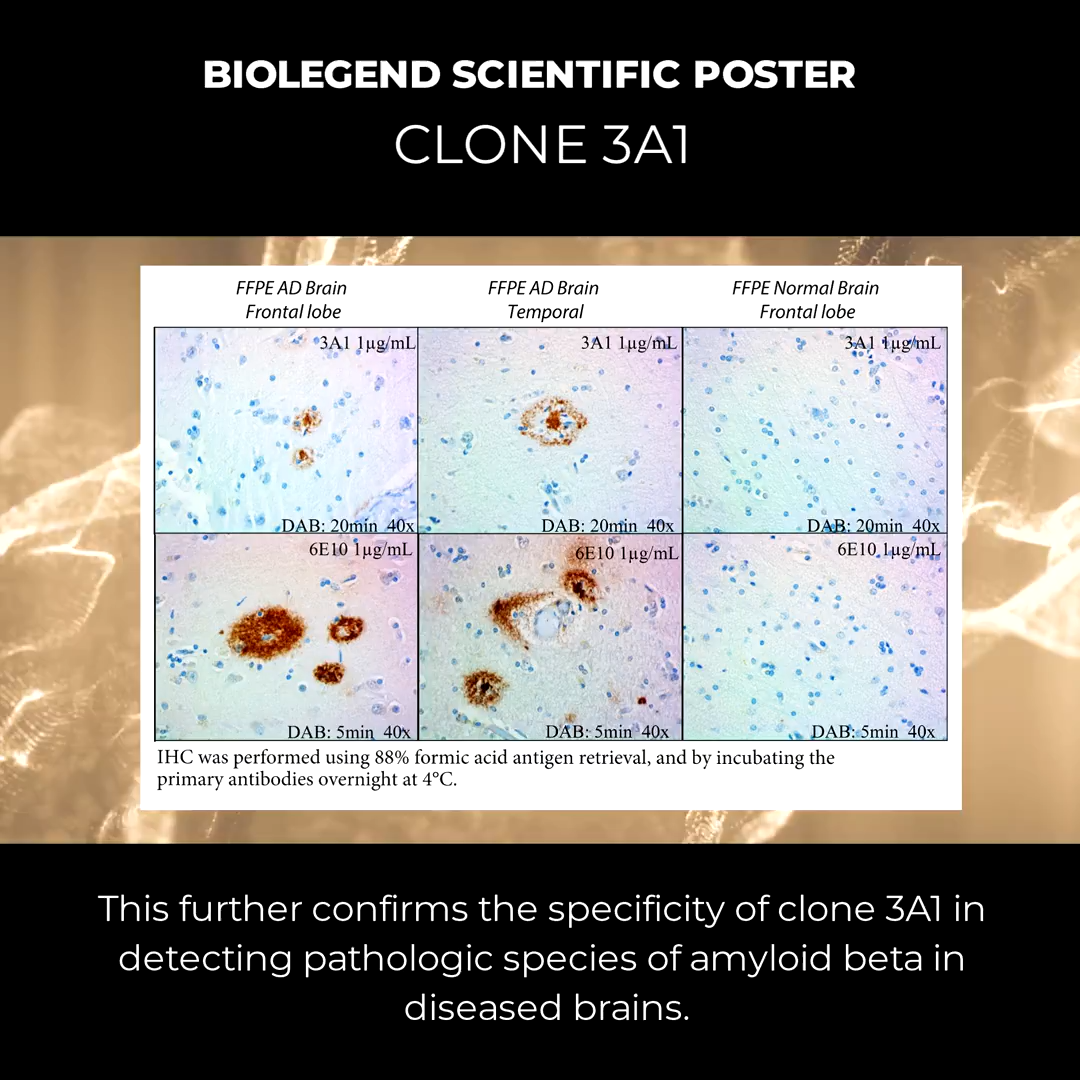 BIOLEGEND SCIENTIFIC POSTER
CLONE 3A1
FFPE AD Brain
Frontal lobe
FFPE AD Brain
Temporal
FFPE Normal Brain
Frontal lobe
3A1 1µg/mL
3A1 1µg/mL
3A1 1µg/mL
DAB: 20min 40x
DAB: 20min 40x
DAB: 20min 40x
6E10 1µg/mL
6E10 1µg/mL
6E10 1µg/mL
DAB: 5min 40x
DAB: 5min 40x
DAB: 5min 40x
IHC was performed using 88% formic acid antigen retrieval, and by incubating the
primary antibodies overnight at 4°C.
This further confirms the specificity of clone 3A1 in
detecting pathologic species of amyloid beta in
diseased brains.